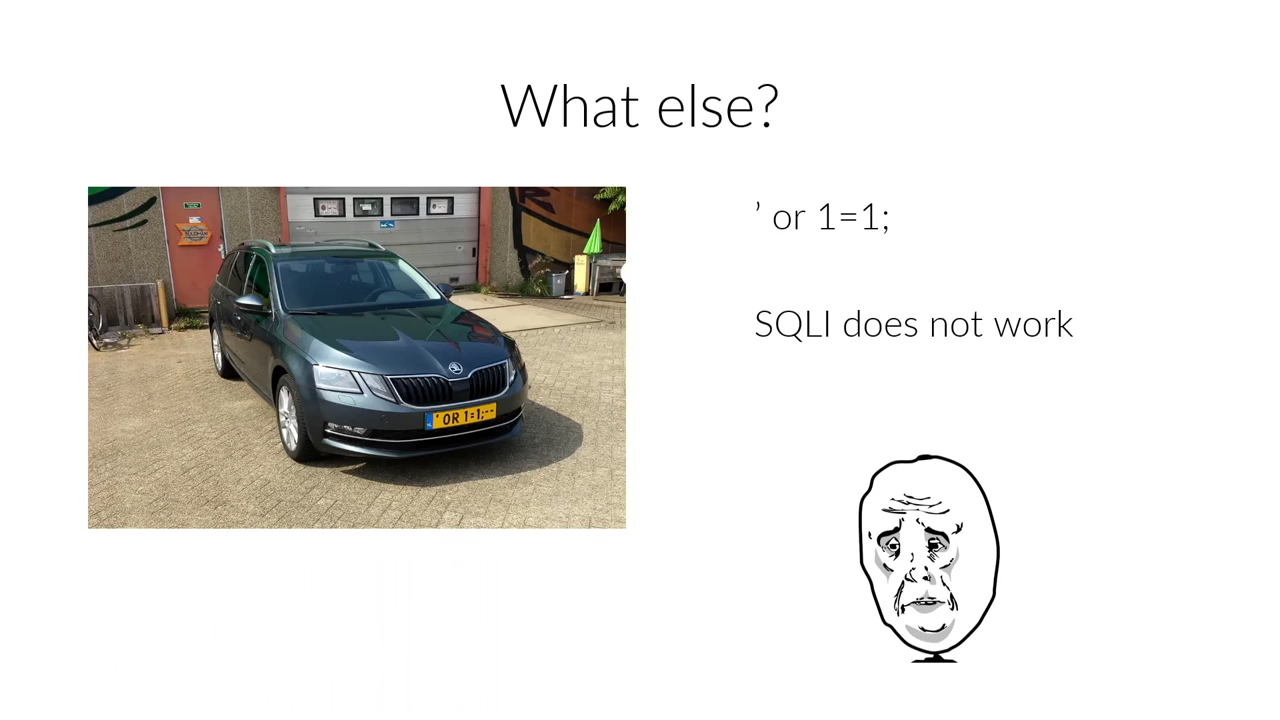 What else?
’ or 1=1;
SQLI does not work
' OR 1=1;--